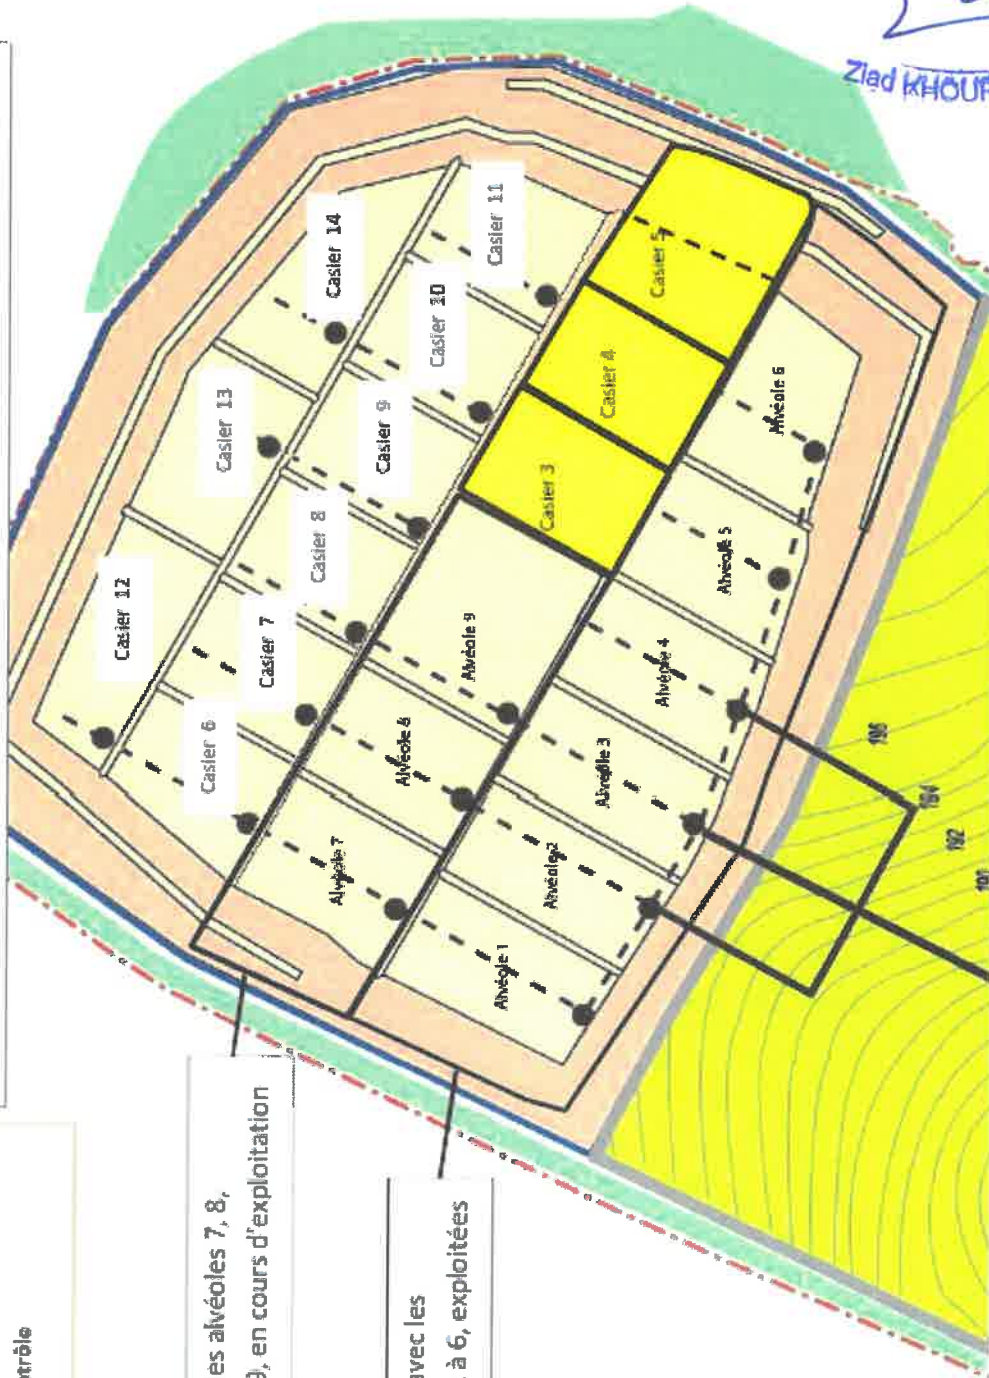 Ziad KHOUR
Casier 14
Casier 11
Casier 13
Casier 10
Casier 5
Casier 9
Casier 4
Casier 12
Casier 8
Casier 3
Alvéole 6
Casier 7
Alvéole 5
Casier 6
Alvéole 9
Alvéole 4
Alvéole 8
Alvéole 3
Alvéole 7
Alvéole 2
Alvéole 1
196
194
192
ntrôle
es alvéoles 7, 8,
9, en cours d'exploitation
avec les
à 6, exploitées